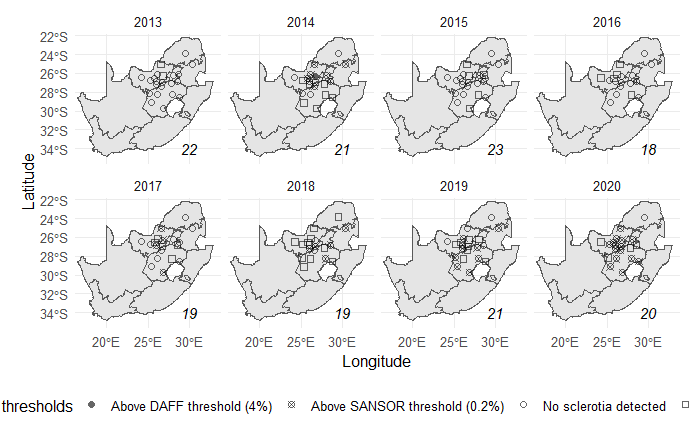 2013 2014 2015 2016
22°S
24°S
26°S
28°S
30°S
32°S
34°S
22 21 23 18
2017 2018 2019 2020
22°S
24°S
26°S
28°S
30°S
32°S
34°S
19 19 21 20
Latitude
20°E 25°E 30°E 20°E 25°E 30°E 20°E 25°E 30°E 20°E 25°E 30°E
Longitude
thresholds Above DAFF threshold (4%) Above SANSOR threshold (0.2%) No sclerotia detected